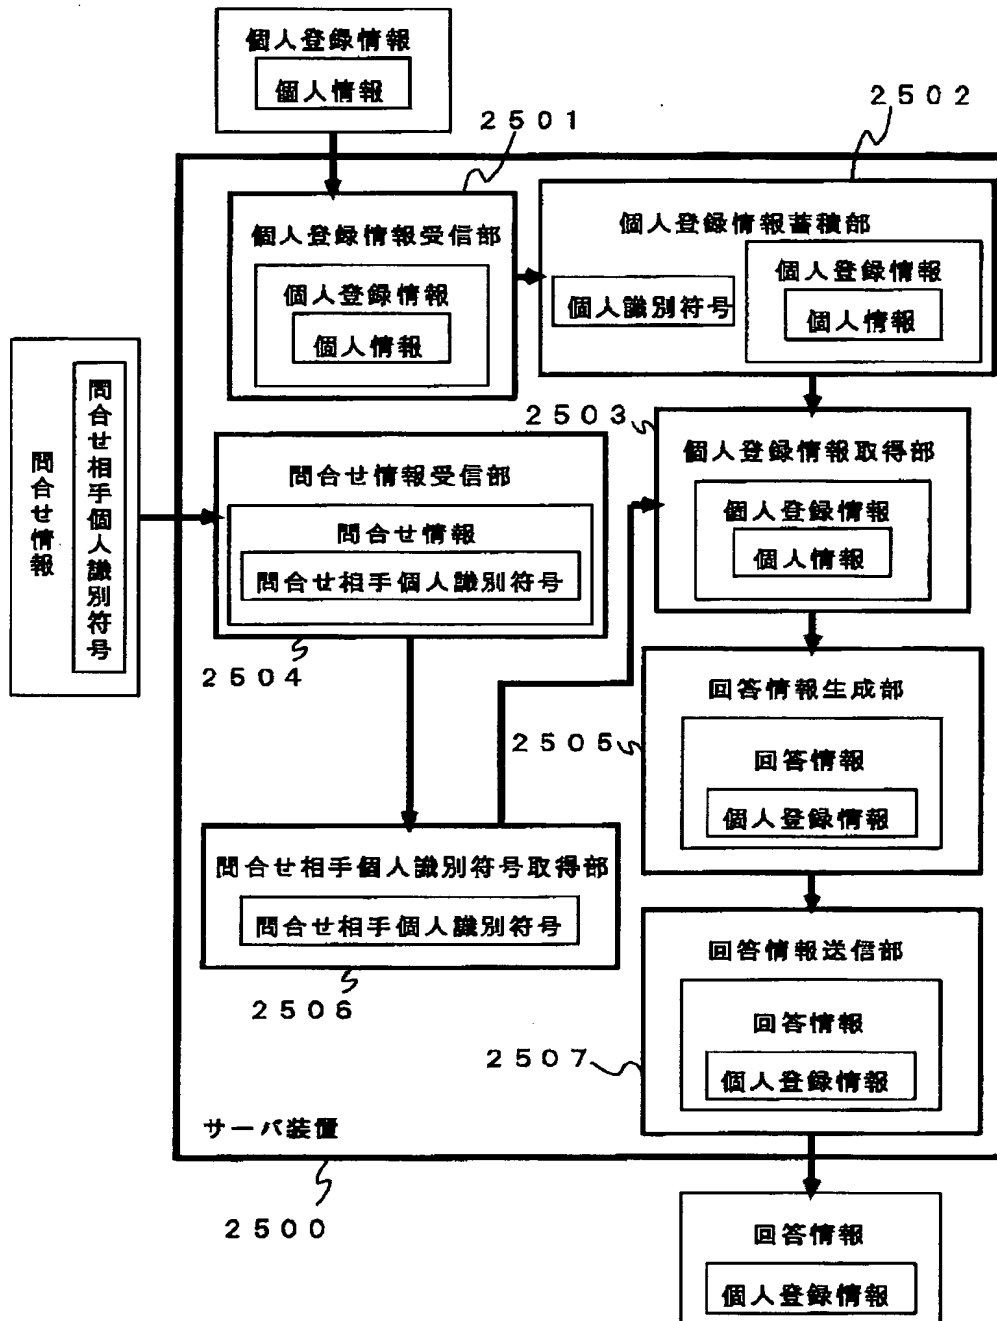 個人登録情報
個人情報
2501
2502
個人登録情報受信部
個人登録情報
個人情報
個人登録情報蓄積部
個人識別符号
個人登録情報
個人情報
問合せ情報
問合せ相手個人識別符号
2503
個人登録情報取得部
個人登録情報
個人情報
問合せ情報受信部
問合せ情報
問合せ相手個人識別符号
2504
回答情報生成部
回答情報
個人登録情報
2505
問合せ相手個人識別符号取得部
問合せ相手個人識別符号
2506
回答情報送信部
回答情報
個人登録情報
2507
サーバ装置
2500
回答情報
個人登録情報